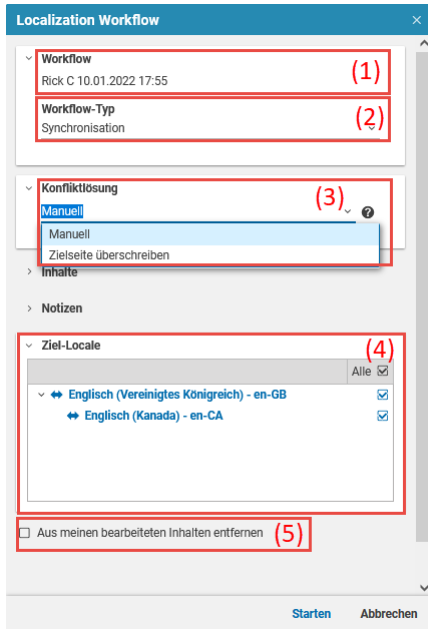 Localization Workflow
Workflow
Rick C 10.01.2022 17:55
(1)
Workflow-Typ
Synchronisation
(2)
Konfliktlösung
(3)
Manuell
Manuell
Zielseite überschreiben
Inhalte
Notizen
Ziel-Locale
(4)
Alle
Englisch (Vereinigtes Königreich) - en-GB
Englisch (Kanada) - en-CA
Aus meinen bearbeiteten Inhalten entfernen (5)
Starten Abbrechen